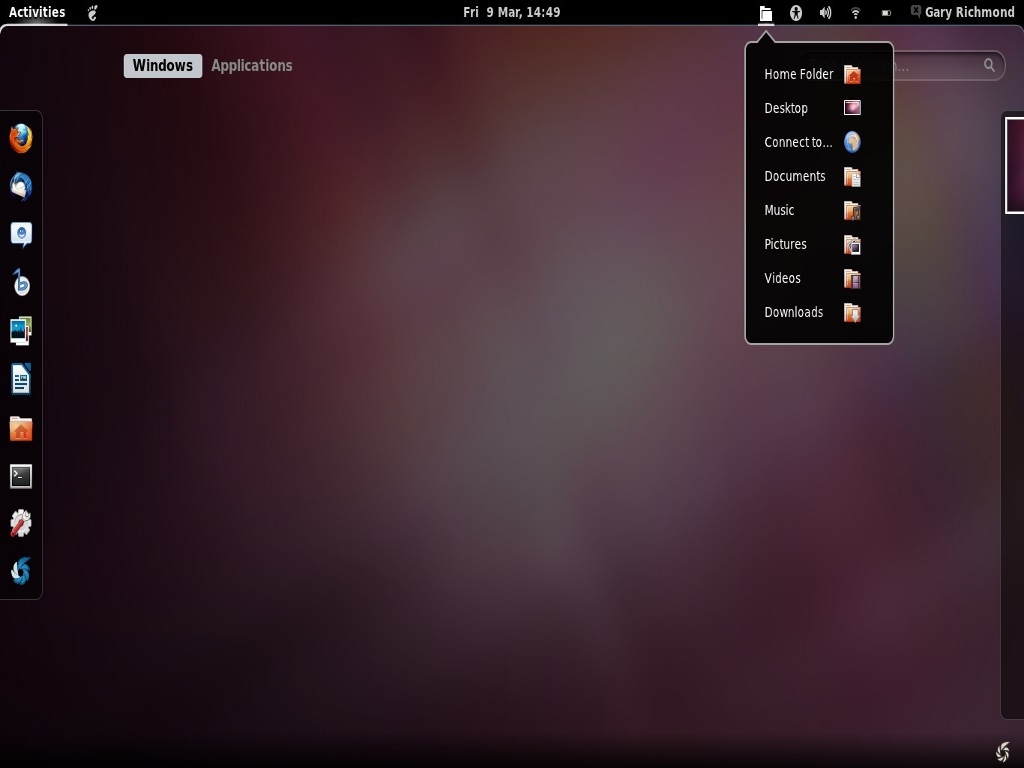 Activities
Fri 9 Mar, 14:49
Gary Richmond
Windows
Applications
Home Folder
Desktop
Connect to...
Documents
Music
Pictures
Videos
Downloads